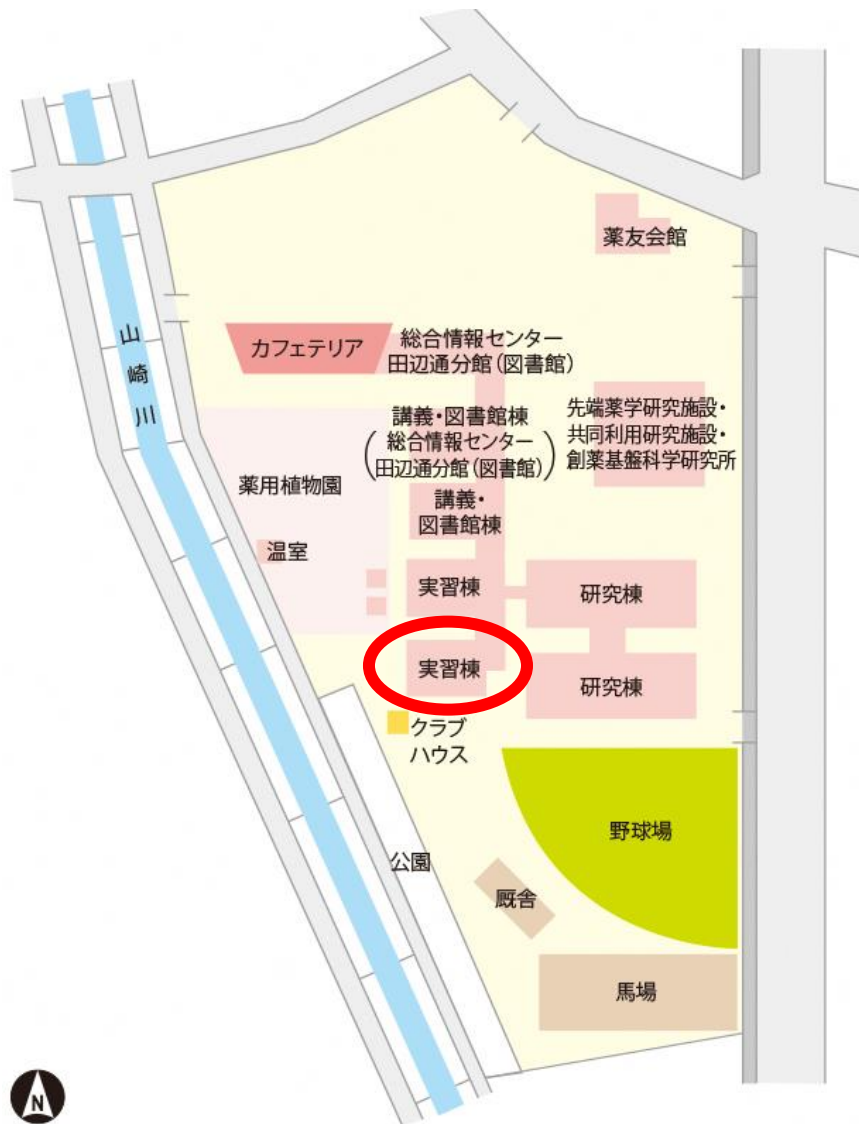 薬友会館
山崎川
カフェテリア
総合情報センター
田辺通分館(図書館)
講義・図書館棟
(総合情報センター
田辺通分館(図書館))
先端薬学研究施設・
共同利用研究施設・
創薬基盤科学研究所
薬用植物園
講義・
図書館棟
温室
実習棟
研究棟
実習棟
研究棟
クラブ
ハウス
野球場
公園
厩舎
馬場
N